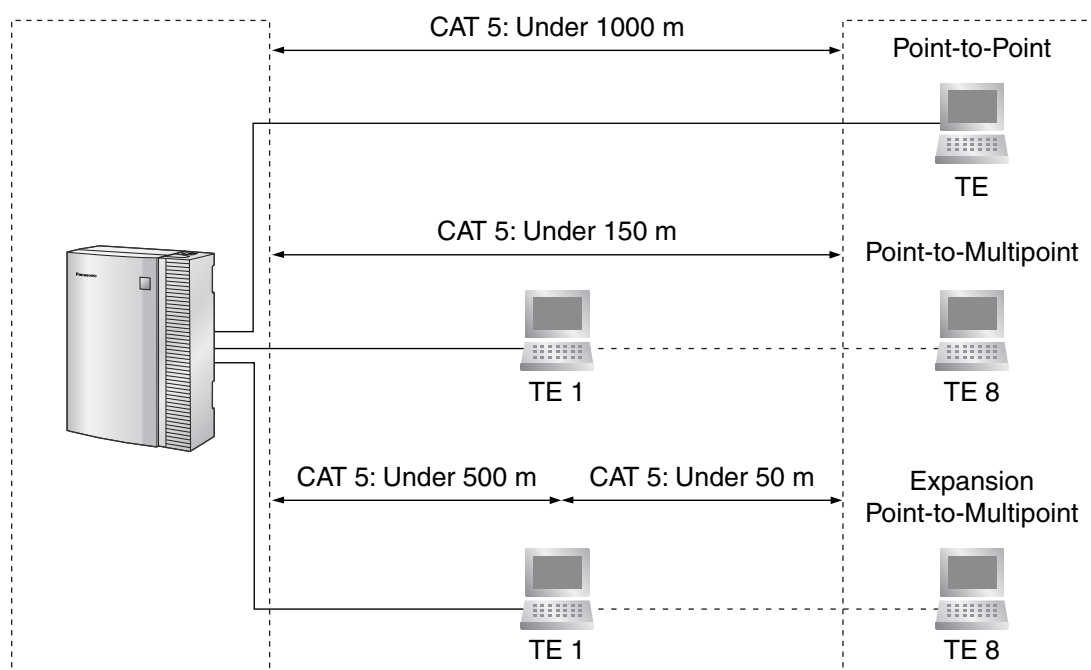 CAT 5: Under 1000 m
Point-to-Point
TE
CAT 5: Under 150 m
Point-to-Multipoint
Panasonic
TE 1
TE 8
CAT 5: Under 500 m
CAT 5: Under 50 m
Expansion
Point-to-Multipoint
TE 1
TE 8